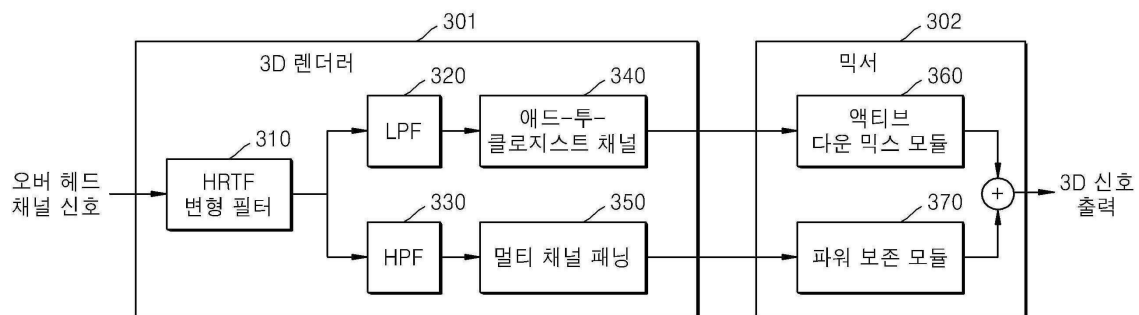 301
3D 렌더러
302
믹서
320
LPF
340
애드-투-
클로지스트 채널
360
액티브
다운 믹스 모듈
310
HRTF
변형 필터
오버 헤드
채널 신호
330
HPF
350
멀티 채널 패닝
370
파워 보존 모듈
+
3D 신호
출력